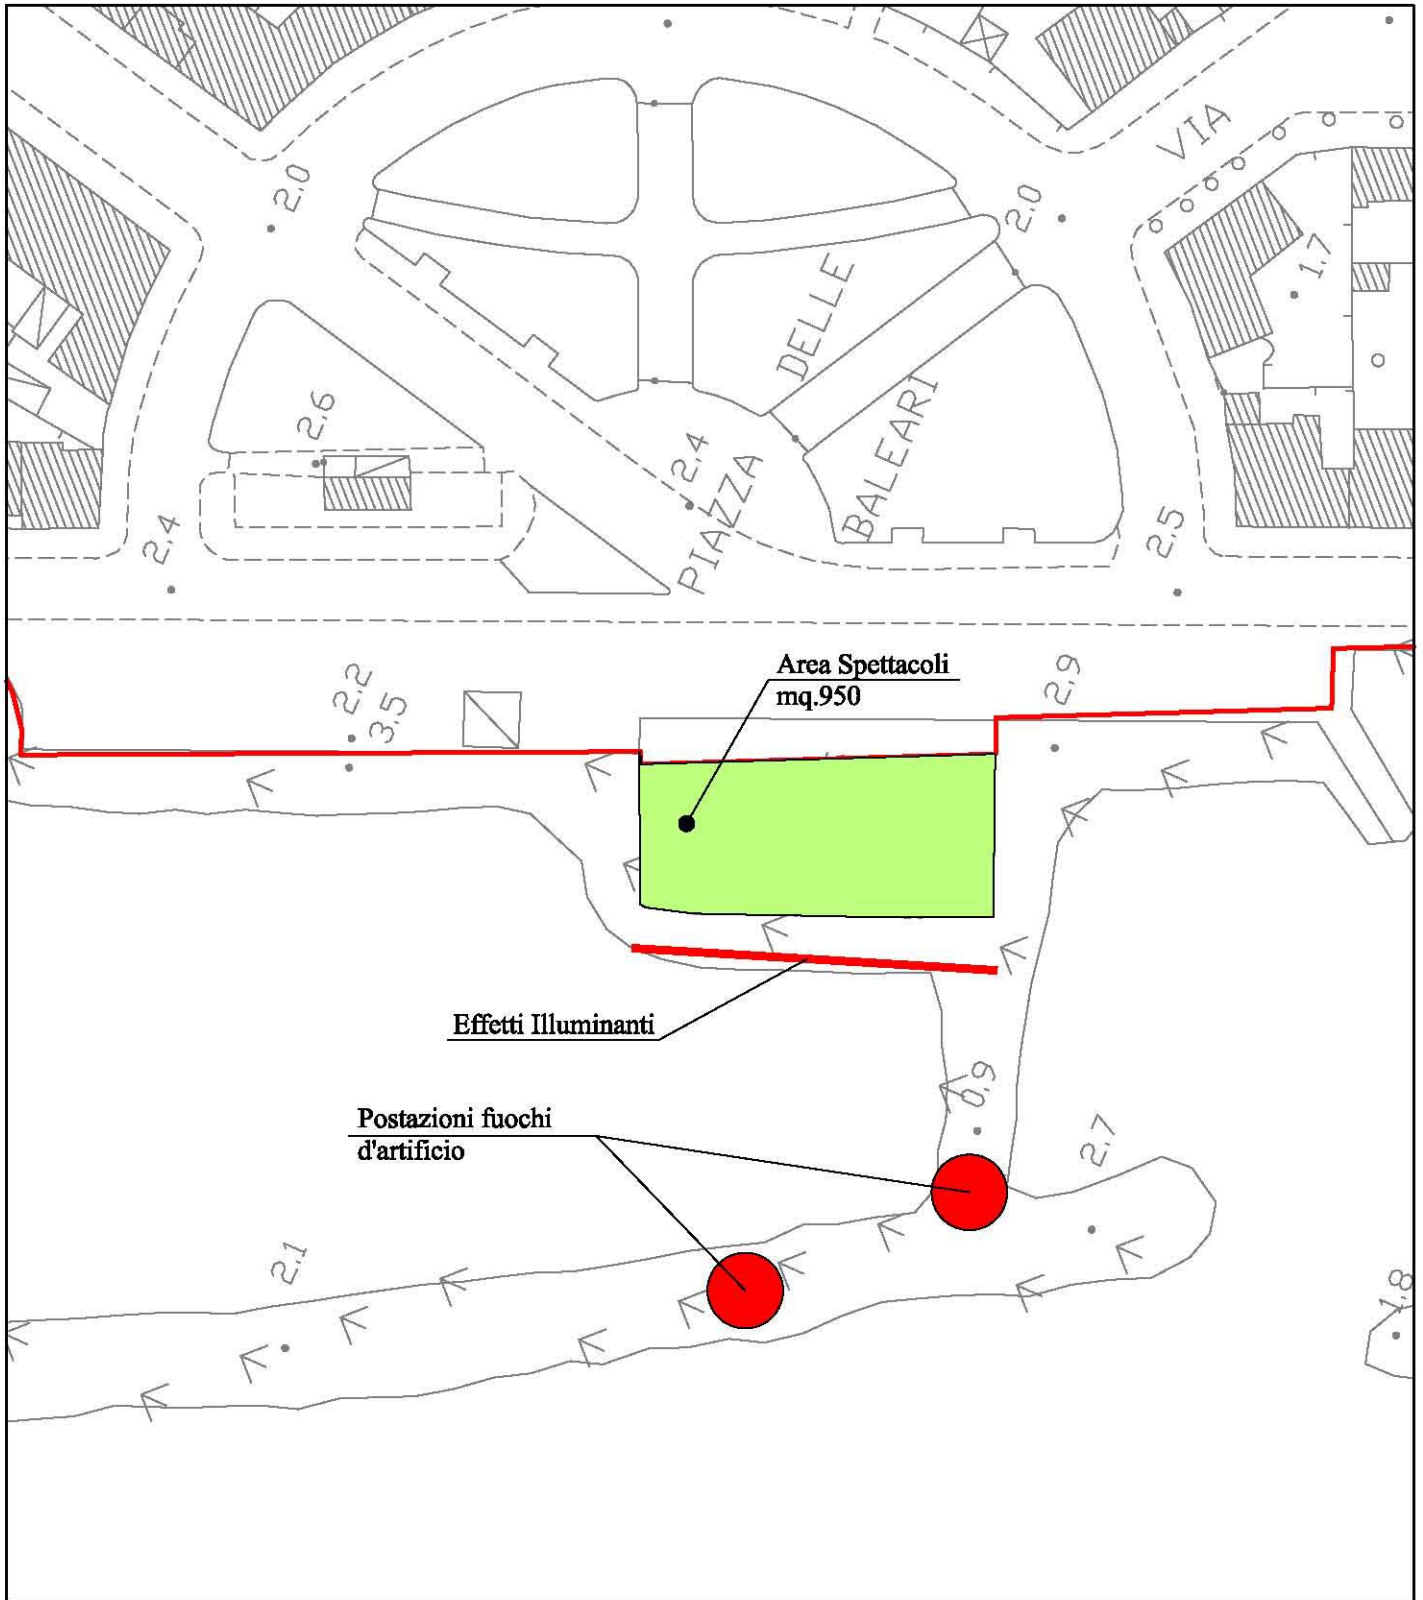 VIA
2.0
2.0
1.7
DELLE
2.6
BALEARI
2.4
PIAZZA
2.4
2.5
Area Spettacoli
mq.950
2.2
3.5
2.9
Effetti Illuminanti
0.9
Postazioni fuochi
d'artificio
2.7
2.1
1.8